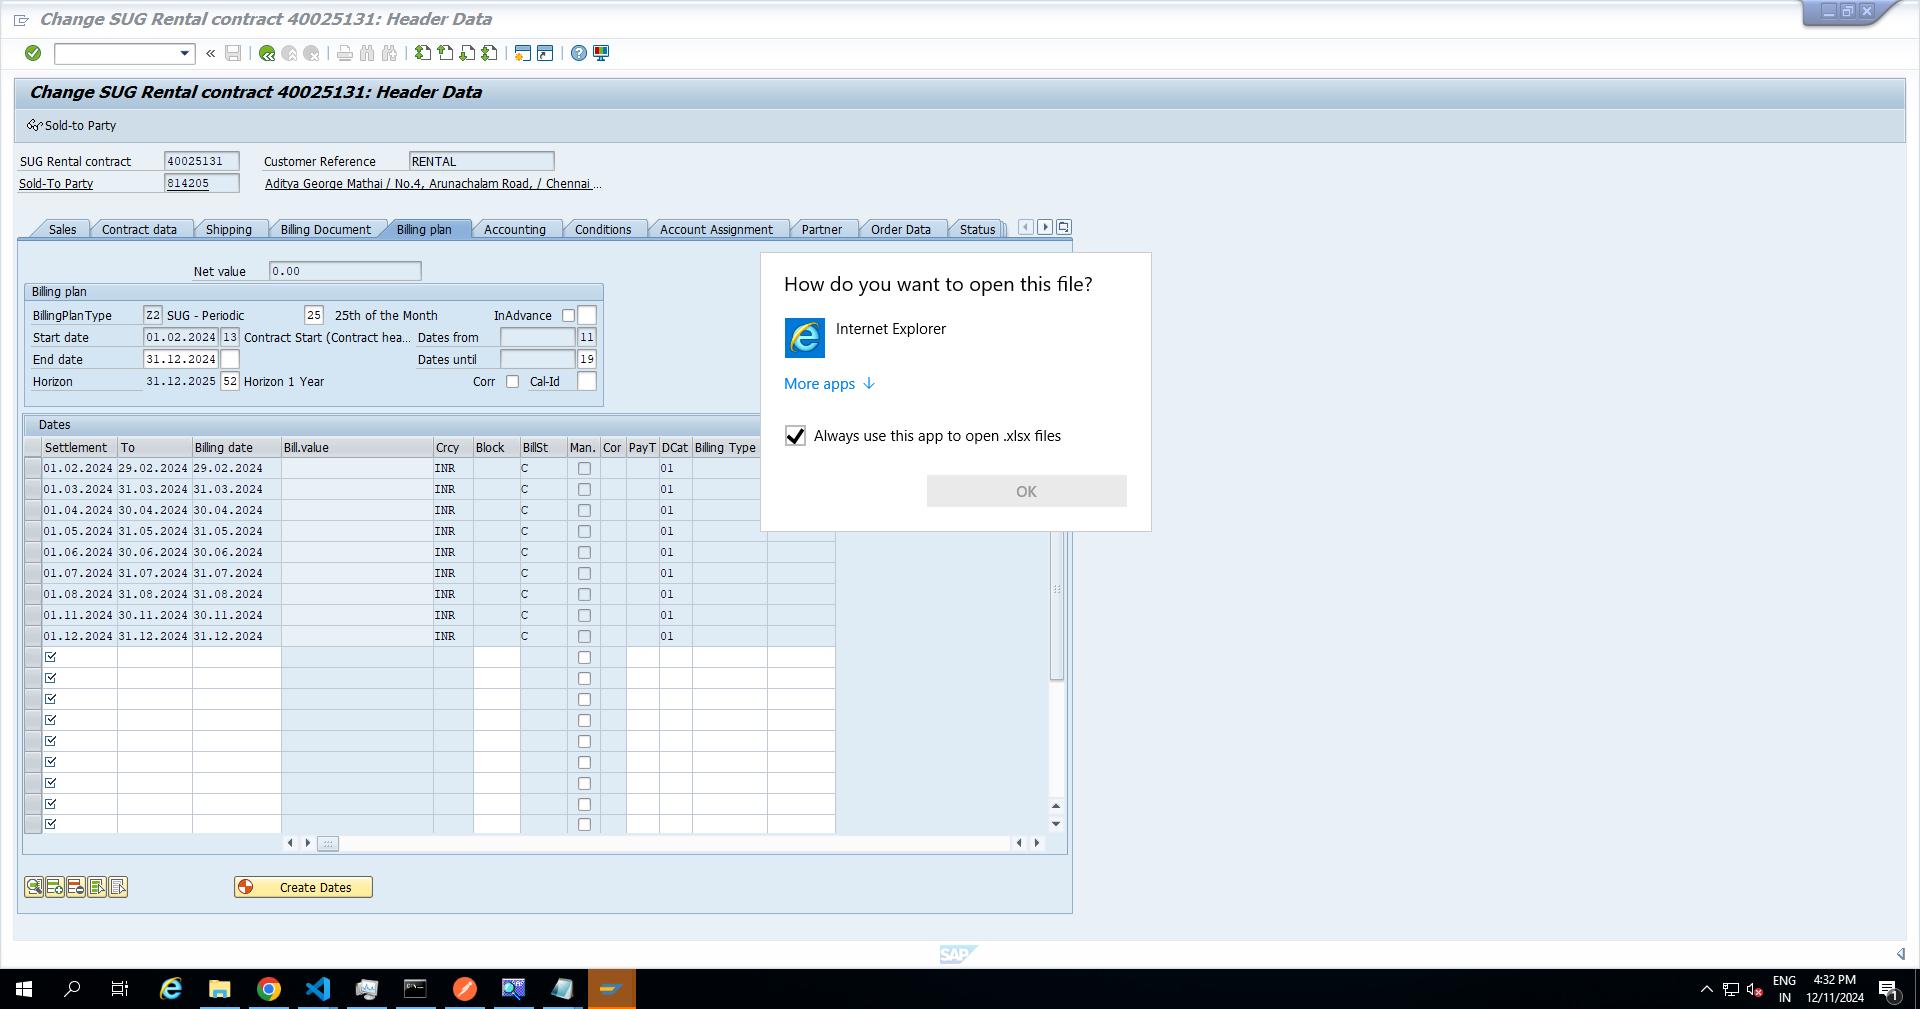 Change SUG Rental contract 40025131: Header Data
Change SUG Rental contract 40025131: Header Data
Sold-to Party
SUG Rental contract 40025131 Customer Reference RENTAL
Sold-To Party 814205 Aditya George Mathai / No.4, Arunachalam Road, / Chennai ...
Sales Contract data Shipping Billing Document Billing plan Accounting Conditions Account Assignment Partner Order Data Status
Net value 0.00
Billing plan
BillingPlanType Z2 SUG - Periodic 25 25th of the Month InAdvance
Start date 01.02.2024 13 Contract Start (Contract hea... Dates from 11
End date 31.12.2024 Dates until 19
Horizon 31.12.2025 52 Horizon 1 Year Corr Cal-Id
How do you want to open this file?
Internet Explorer
More apps
Always use this app to open .xlsx files
OK
Dates
Settlement To Billing date Bill.value Crcy Block BillSt Man. Cor PayT DCat Billing Type
01.02.2024 29.02.2024 29.02.2024 INR C 01
01.03.2024 31.03.2024 31.03.2024 INR C 01
01.04.2024 30.04.2024 30.04.2024 INR C 01
01.05.2024 31.05.2024 31.05.2024 INR C 01
01.06.2024 30.06.2024 30.06.2024 INR C 01
01.07.2024 31.07.2024 31.07.2024 INR C 01
01.08.2024 31.08.2024 31.08.2024 INR C 01
01.11.2024 30.11.2024 30.11.2024 INR C 01
01.12.2024 31.12.2024 31.12.2024 INR C 01
Create Dates
SAP
ENG
IN
4:32 PM
12/11/2024
1